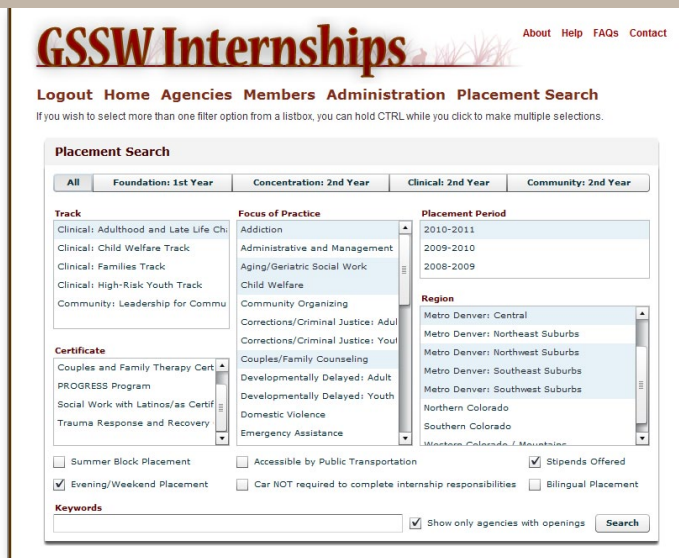 GSSW Internships
About Help FAQs Contact
Logout Home Agencies Members Administration Placement Search
If you wish to select more than one filter option from a listbox, you can hold CTRL while you click to make multiple selections.
Placement Search
All Foundation: 1st Year Concentration: 2nd Year Clinical: 2nd Year Community: 2nd Year
Track
Clinical: Adulthood and Late Life Cha
Clinical: Child Welfare Track
Clinical: Families Track
Clinical: High-Risk Youth Track
Community: Leadership for Commu
Certificate
Couples and Family Therapy Cert
PROGRESS Program
Social Work with Latinos/as Certif
Trauma Response and Recovery
Focus of Practice
Addiction
Administrative and Management
Aging/Geriatric Social Work
Child Welfare
Community Organizing
Corrections/Criminal Justice: Adul
Corrections/Criminal Justice: Yout
Couples/Family Counseling
Developmentally Delayed: Adult
Developmentally Delayed: Youth
Domestic Violence
Emergency Assistance
Placement Period
2010-2011
2009-2010
2008-2009
Region
Metro Denver: Central
Metro Denver: Northeast Suburbs
Metro Denver: Northwest Suburbs
Metro Denver: Southeast Suburbs
Metro Denver: Southwest Suburbs
Northern Colorado
Southern Colorado
Western Colorado / Mountains
Summer Block Placement Accessible by Public Transportation Stipends Offered
Evening/Weekend Placement Car NOT required to complete internship responsibilities Bilingual Placement
Keywords
Show only agencies with openings Search